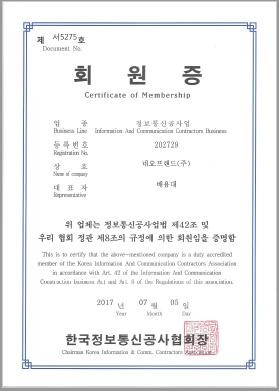 제 서5275호
Document No.
회 원 증
Certificate of Membership
업 종 정보통신공사업
Business Line Information And Communication Contractors Business
등록번호 202729
Registration No.
상 호 네오프랜드(주)
Name of company
대 표 자 배용대
Representative
위 업체는 정보통신공사업법 제42조 및
우리 협회 정관 제8조의 규정에 의한 회원임을 증명함
This is to certify that the above-mentioned company is a duly accredited
member of the Korea Information And Communication Contractors Association
in accordance with Art. 42 of the Information And Communication
Construction business Act and Art. 8 of the Regulations of this association.
2017 년 07 월 05 일
Year Month Day
한국정보통신공사협회장
Chairman Korea Information & Comm. Contractors Association